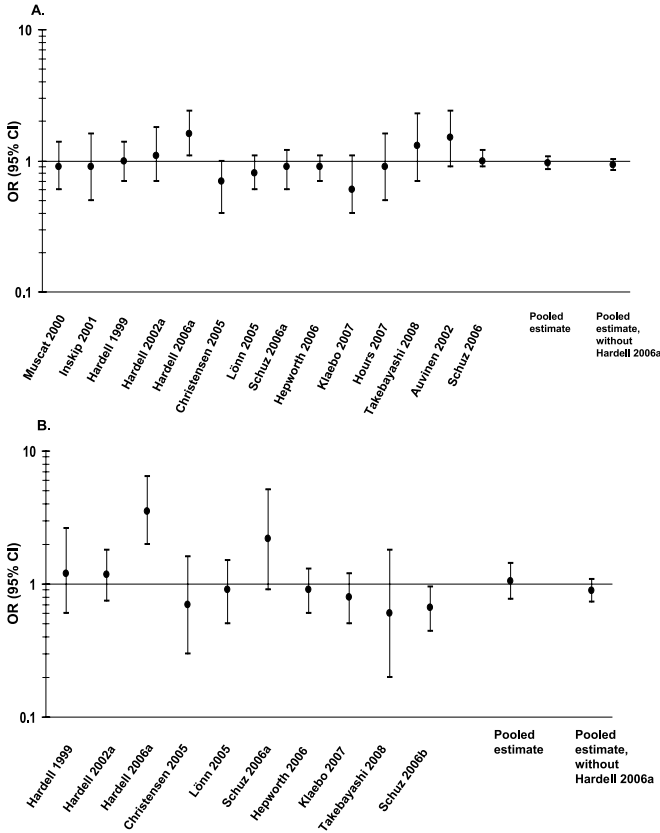 A.
10
1
0.1
OR (95% CI)
Muscat 2000
Inskip 2001
Hardell 1999
Hardell 2002a
Hardell 2006a
Christensen 2005
Lönn 2005
Schuz 2006a
Hepworth 2006
Klaebo 2007
Hours 2007
Takebayashi 2008
Auvinen 2002
Schuz 2006
Pooled
estimate
Pooled
estimate,
without
Hardell 2006a
B.
10
1
0.1
OR (95% CI)
Hardell 1999
Hardell 2002a
Hardell 2006a
Christensen 2005
Lönn 2005
Schuz 2006a
Hepworth 2006
Klaebo 2007
Takebayashi 2008
Schuz 2006b
Pooled
estimate
Pooled
estimate,
without
Hardell 2006a